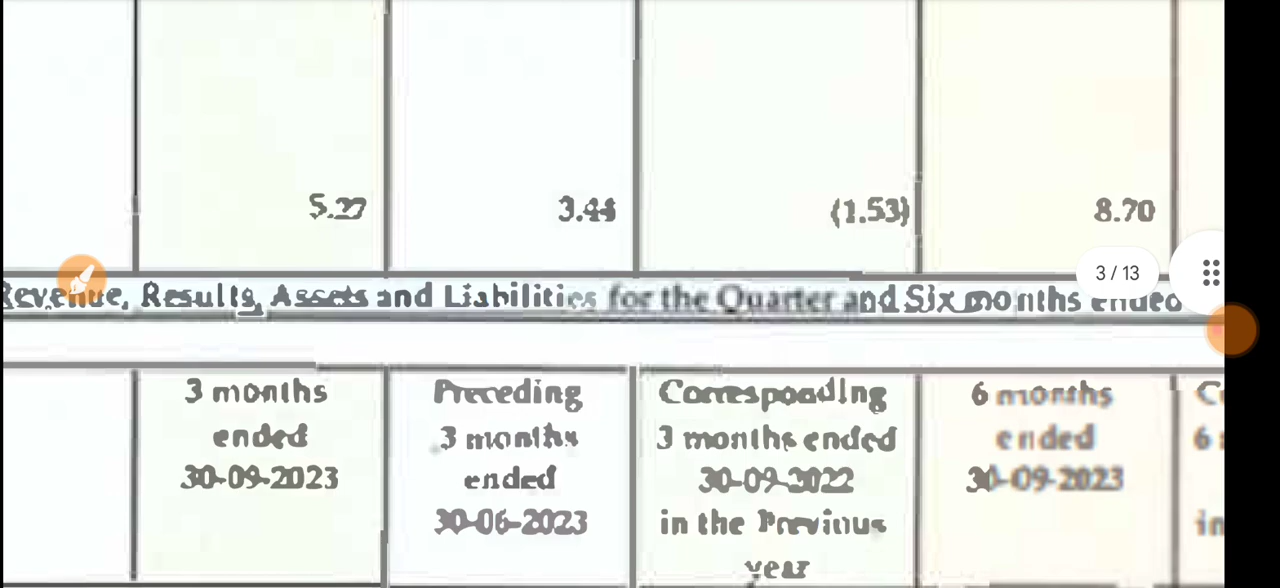 5.27 3.44 (1.53) 8.70
3 / 13
Revenue, Results, Assets and Liabilities for the Quarter and Six months ended
3 months Preceding Corresponding 6 months
ended 3 months 3 months ended ended 6
30-09-2023 ended 30-09-2022 30-09-2023
30-06-2023 in the Previous in
year